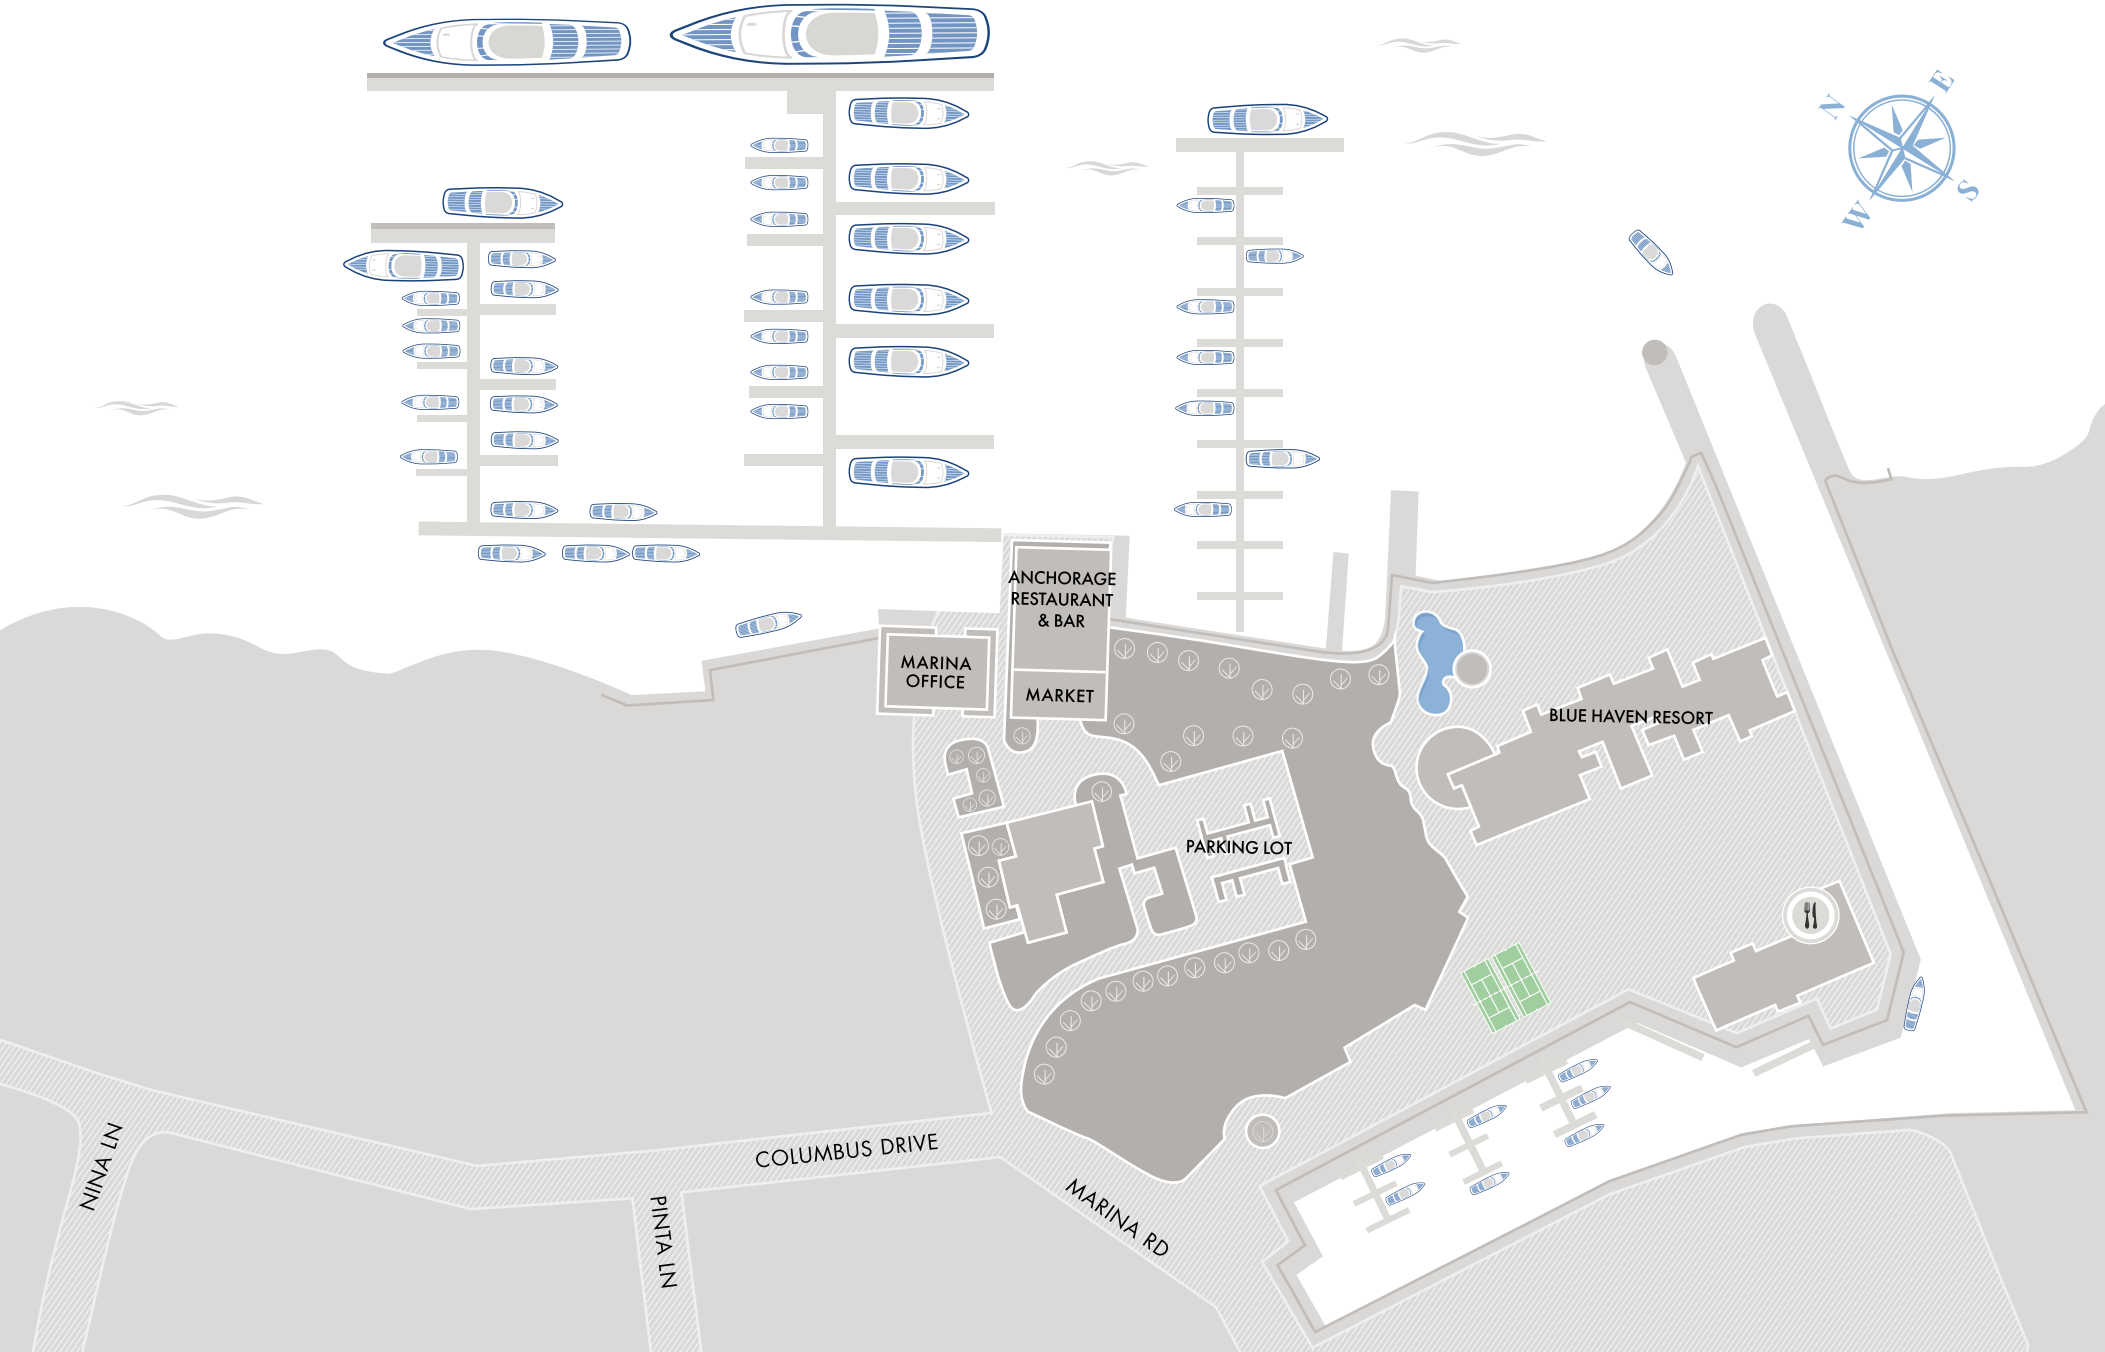 N
E
W
S
ANCHORAGE
RESTAURANT
& BAR
MARINA
OFFICE
MARKET
BLUE HAVEN RESORT
PARKING LOT
NINA LN
COLUMBUS DRIVE
PINTA LN
MARINA RD